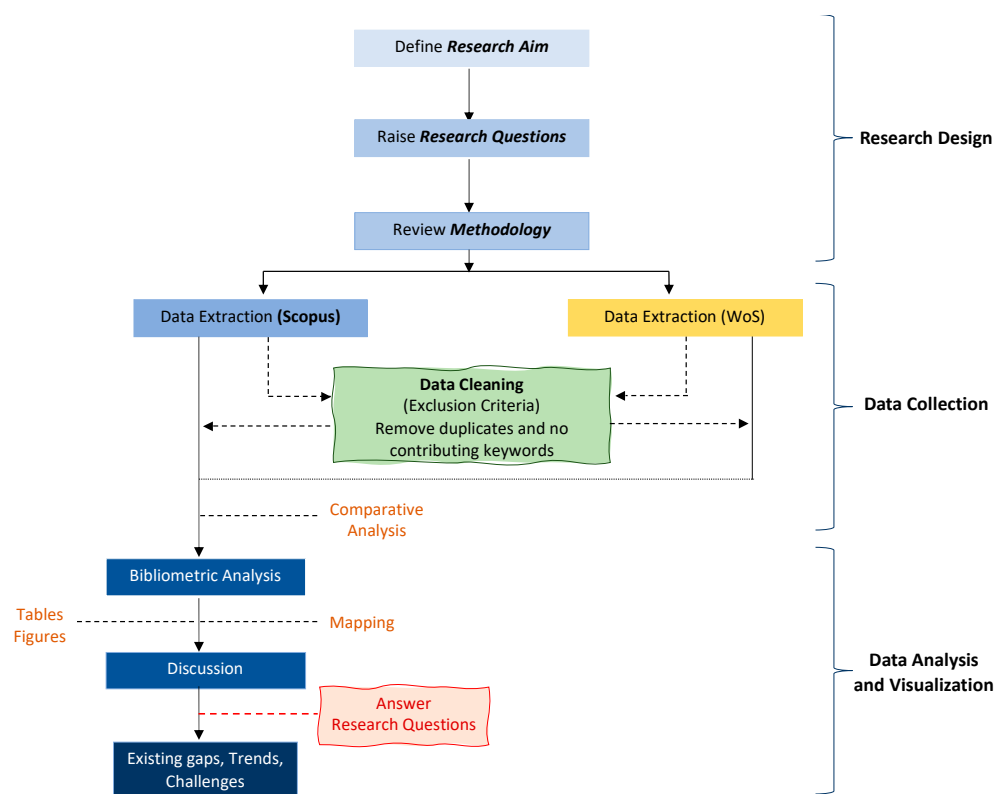 Define Research Aim
Raise Research Questions
Research Design
Review Methodology
Data Extraction (Scopus)
Data Extraction (WoS)
Data Cleaning
(Exclusion Criteria)
Remove duplicates and no
contributing keywords
Data Collection
Comparative
Analysis
Bibliometric Analysis
Tables
Figures
Mapping
Discussion
Data Analysis
and Visualization
Answer
Research Questions
Existing gaps, Trends,
Challenges